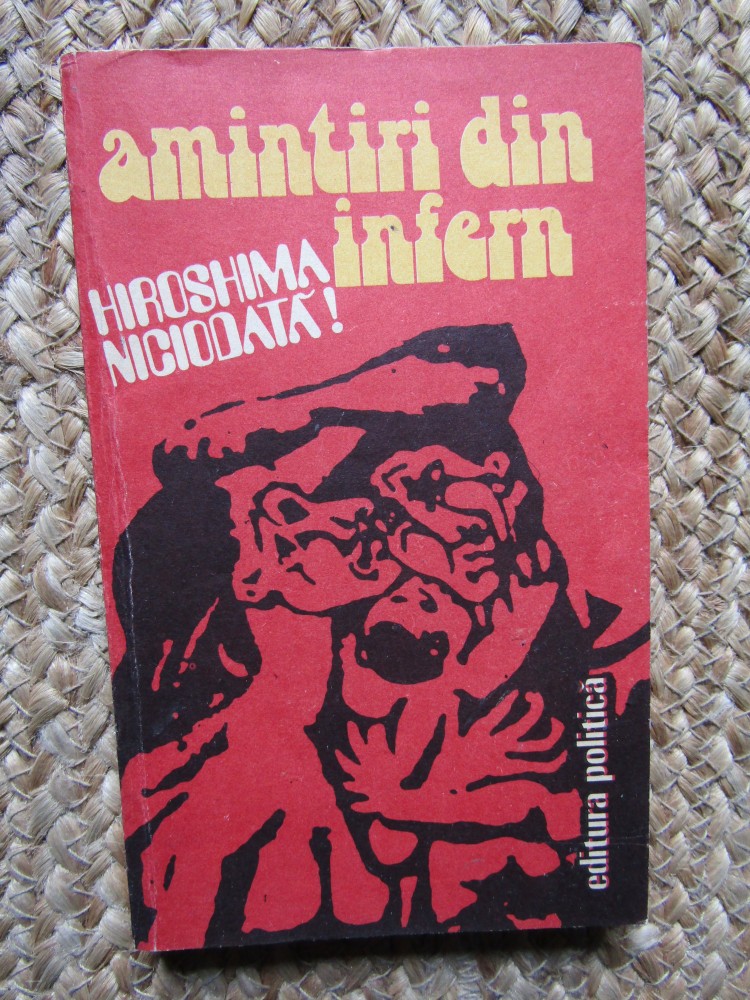 amintiri din
infern
HIROSHIMA
NICIODATĂ!
editura politică